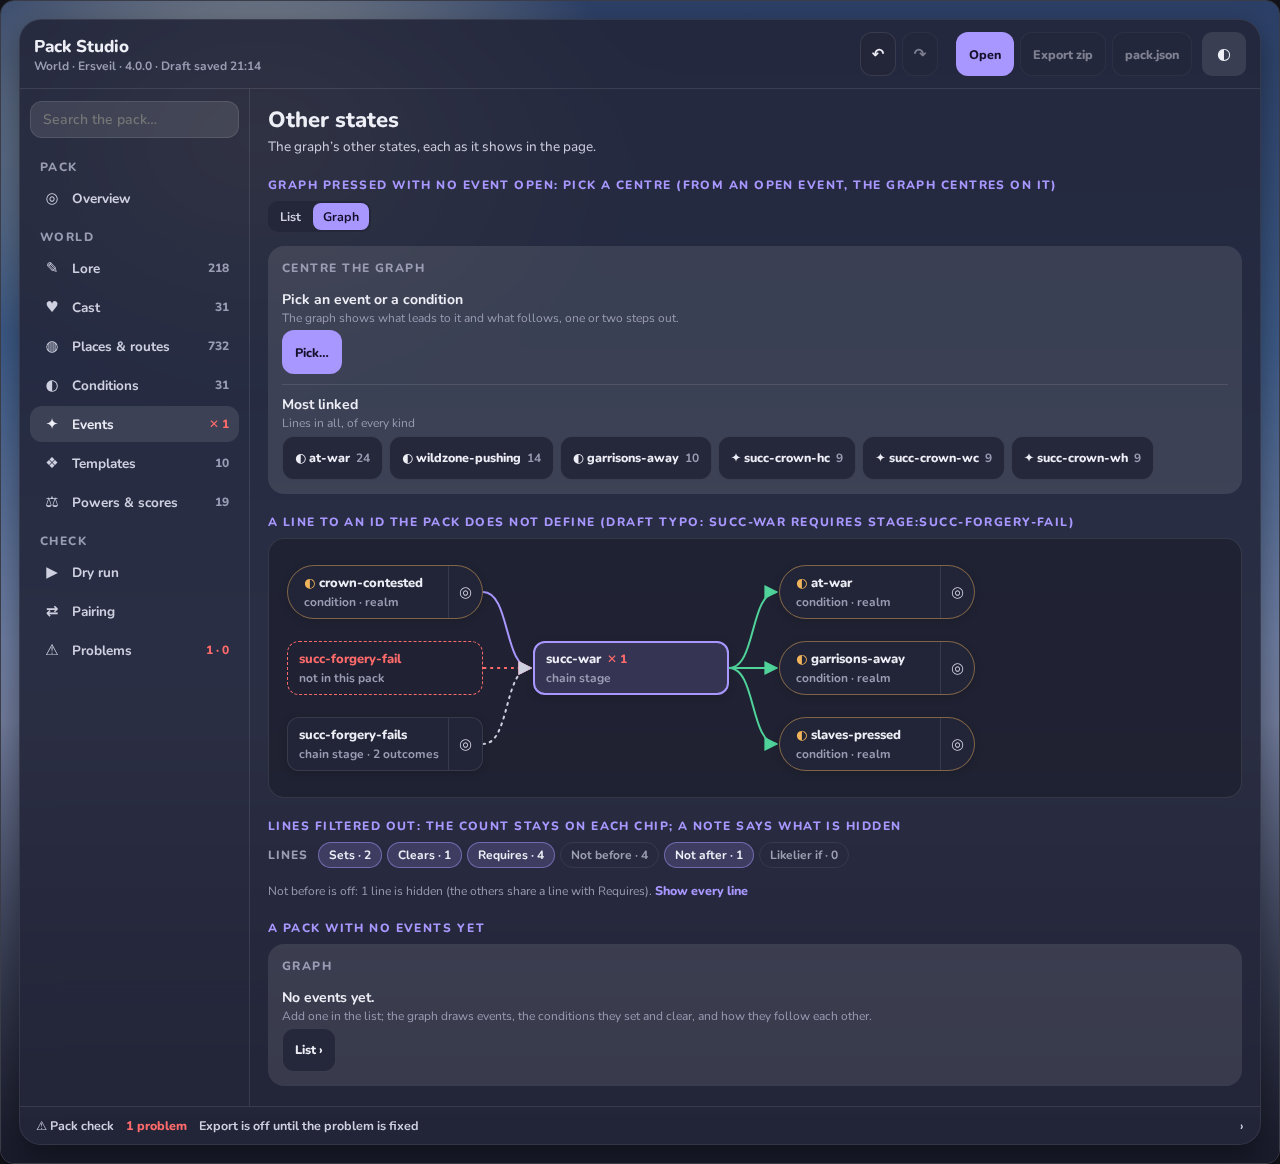 Pack Studio
World · Ersveil · 4.0.0 · Draft saved 21:14
Open
Export zip
pack.json
Search the pack...
PACK
Overview
WORLD
Lore 218
Cast 31
Places & routes 732
Conditions 31
Events × 1
Templates 10
Powers & scores 19
CHECK
Dry run
Pairing
Problems 1 · 0
Other states
The graph's other states, each as it shows in the page.
GRAPH PRESSED WITH NO EVENT OPEN: PICK A CENTRE (FROM AN OPEN EVENT, THE GRAPH CENTRES ON IT)
List Graph
CENTRE THE GRAPH
Pick an event or a condition
The graph shows what leads to it and what follows, one or two steps out.
Pick...
Most linked
Lines in all, of every kind
at-war 24 wildzone-pushing 14 garrisons-away 10 succ-crown-hc 9 succ-crown-wc 9 succ-crown-wh 9
A LINE TO AN ID THE PACK DOES NOT DEFINE (DRAFT TYPO: SUCC-WAR REQUIRES STAGE:SUCC-FORGERY-FAIL)
crown-contested
condition · realm
succ-forgery-fail
not in this pack
succ-forgery-fails
chain stage · 2 outcomes
succ-war × 1
chain stage
at-war
condition · realm
garrisons-away
condition · realm
slaves-pressed
condition · realm
LINES FILTERED OUT: THE COUNT STAYS ON EACH CHIP; A NOTE SAYS WHAT IS HIDDEN
LINES Sets · 2 Clears · 1 Requires · 4 Not before · 4 Not after · 1 Likelier if · 0
Not before is off: 1 line is hidden (the others share a line with Requires). Show every line
A PACK WITH NO EVENTS YET
GRAPH
No events yet.
Add one in the list; the graph draws events, the conditions they set and clear, and how they follow each other.
List ›
Pack check 1 problem Export is off until the problem is fixed ›